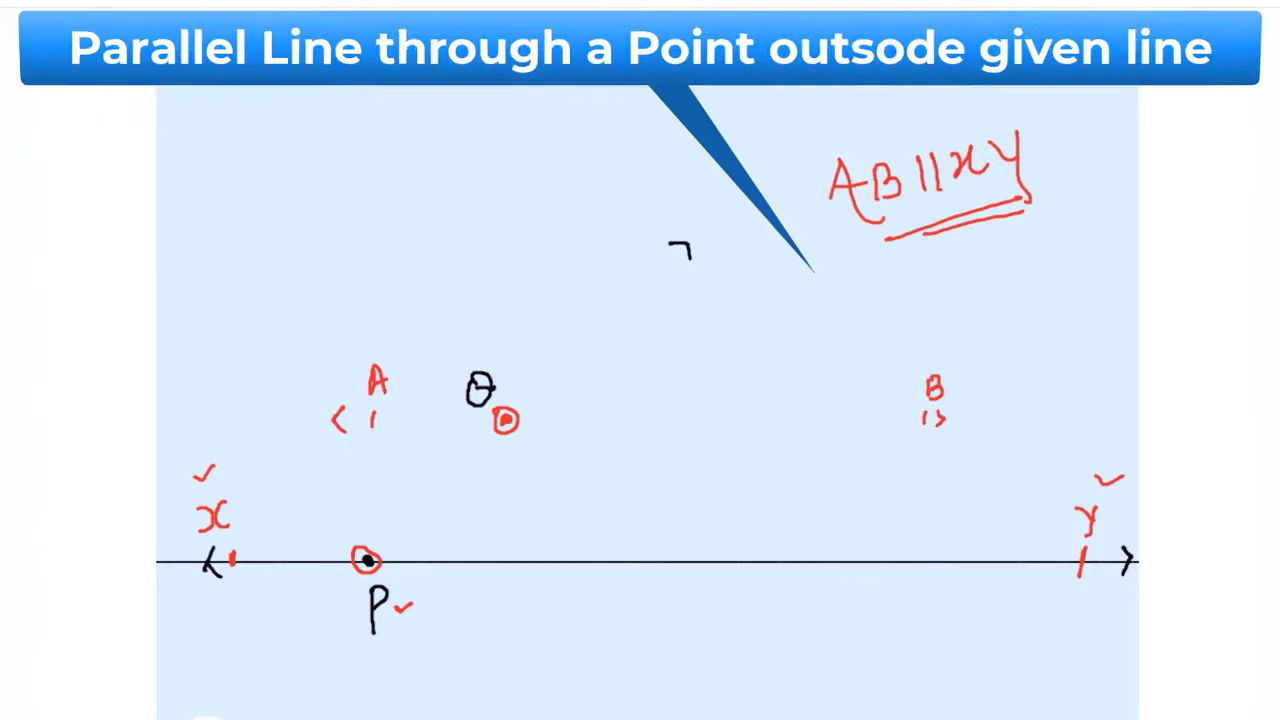 Parallel Line through a Point outsode given line
AB || XY
A
B
X
Y
P